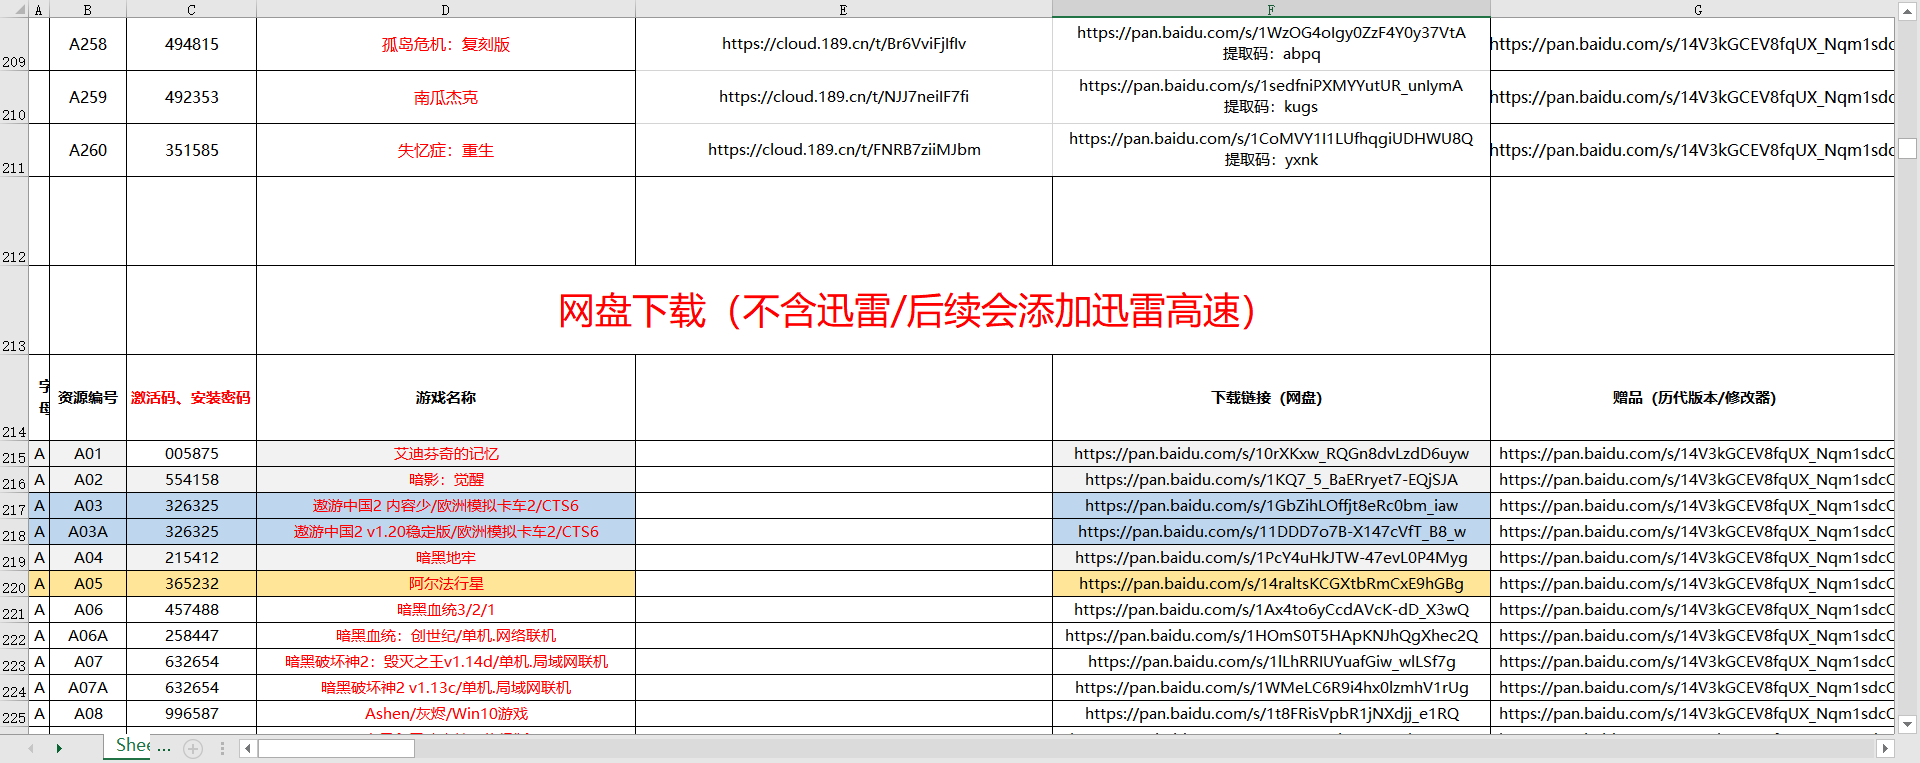 A B C D E F G
209 A258 494815 孤岛危机：复刻版 https://cloud.189.cn/t/Br6VviFjIfIv https://pan.baidu.com/s/1WzOG4oIgy0ZzF4Y0y37VtA https://pan.baidu.com/s/14V3kGCEV8fqUX_Nqm1sdc
提取码：abpq
210 A259 492353 南瓜杰克 https://cloud.189.cn/t/NJJ7neiIF7fi https://pan.baidu.com/s/1sedfniPXMYYutUR_unIymA https://pan.baidu.com/s/14V3kGCEV8fqUX_Nqm1sdc
提取码：kugs
211 A260 351585 失忆症：重生 https://cloud.189.cn/t/FNRB7ziiMJbm https://pan.baidu.com/s/1CoMVY1I1LUfhqgiUDHWU8Q https://pan.baidu.com/s/14V3kGCEV8fqUX_Nqm1sdc
提取码：yxnk
212
213 网盘下载（不含迅雷/后续会添加迅雷高速）
214 字母 资源编号 激活码、安装密码 游戏名称 下载链接（网盘） 赠品（历代版本/修改器）
215 A A01 005875 艾迪芬奇的记忆 https://pan.baidu.com/s/10rXKxw_RQGn8dvLzdD6uyw https://pan.baidu.com/s/14V3kGCEV8fqUX_Nqm1sdcC
216 A A02 554158 暗影：觉醒 https://pan.baidu.com/s/1KQ7_5_BaERryet7-EQjSJA https://pan.baidu.com/s/14V3kGCEV8fqUX_Nqm1sdcC
217 A A03 326325 遨游中国2 内容少/欧洲模拟卡车2/CTS6 https://pan.baidu.com/s/1GbZihLOffjt8eRc0bm_iaw https://pan.baidu.com/s/14V3kGCEV8fqUX_Nqm1sdcC
218 A A03A 326325 遨游中国2 v1.20稳定版/欧洲模拟卡车2/CTS6 https://pan.baidu.com/s/11DDD7o7B-X147cVfT_B8_w https://pan.baidu.com/s/14V3kGCEV8fqUX_Nqm1sdcC
219 A A04 215412 暗黑地牢 https://pan.baidu.com/s/1PcY4uHkJTW-47evL0P4Myg https://pan.baidu.com/s/14V3kGCEV8fqUX_Nqm1sdcC
220 A A05 365232 阿尔法行星 https://pan.baidu.com/s/14raltsKCGXtbRmCxE9hGBg https://pan.baidu.com/s/14V3kGCEV8fqUX_Nqm1sdcC
221 A A06 457488 暗黑血统3/2/1 https://pan.baidu.com/s/1Ax4to6yCcdAVcK-dD_X3wQ https://pan.baidu.com/s/14V3kGCEV8fqUX_Nqm1sdcC
222 A A06A 258447 暗黑血统：创世纪/单机.网络联机 https://pan.baidu.com/s/1HOmS0T5HApKNJhQgXhec2Q https://pan.baidu.com/s/14V3kGCEV8fqUX_Nqm1sdcC
223 A A07 632654 暗黑破坏神2：毁灭之王v1.14d/单机.局域网联机 https://pan.baidu.com/s/1lLhRRIUYuafGiw_wlLSf7g https://pan.baidu.com/s/14V3kGCEV8fqUX_Nqm1sdcC
224 A A07A 632654 暗黑破坏神2 v1.13c/单机.局域网联机 https://pan.baidu.com/s/1WMeLC6R9i4hx0lzmhV1rUg https://pan.baidu.com/s/14V3kGCEV8fqUX_Nqm1sdcC
225 A A08 996587 Ashen/灰烬/Win10游戏 https://pan.baidu.com/s/1t8FRisVpbR1jNXdjj_e1RQ https://pan.baidu.com/s/14V3kGCEV8fqUX_Nqm1sdcC
Shee ...